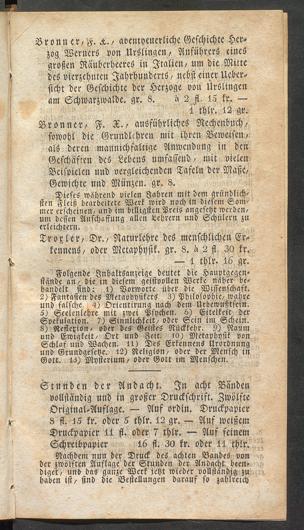 Bronner, F. X., abenteuerliche Geschichte Her-
zog Werners von Urslingen, Anführers eines
großen Räuberheeres in Italien, um die Mitte
des vierzehnten Jahrhunderts, nebst einer Ueber-
sicht der Geschichte der Herzoge von Urslingen
am Schwarzwalde. gr. 8. à 2 fl. 15 kr. —
1 thlr. 12 gr.
Bronner, F. X., ausführliches Rechenbuch,
sowohl die Grundlehren mit ihren Beweisen,
als deren mannichfaltige Anwendung in den
Geschäften des Lebens umfassend, mit vielen
Beispielen und vergleichenden Tafeln der Maße,
Gewichte und Münzen. gr. 8.
Dieses während vielen Jahren mit dem gründlich-
sten Fleiß bearbeitete Werk wird noch in diesem Som-
mer erscheinen, und im billigsten Preis angesetzt werden,
um dessen Anschaffung allen Lehrern und Schülern zu
erleichtern.
Troxler, Dr., Naturlehre des menschlichen Er-
kennens, oder Metaphysik. gr. 8. à 2 fl. 30 kr.
— 1 thlr. 16 gr.
Folgende Inhaltsanzeige deutet die Hauptgegen-
stände an, die in diesem geistvollen Werke näher be-
handelt sind: 1) Vorworte über die Wissenschaft.
2) Fantasten des Metaphysikers 3) Philosophie, wahre
und falsche. 4) Orientirung nach dem Urbewußtseyn.
5) Seelenlehre mit zwei Psychen. 6) Eitelkeit der
Spekulation. 7) Sinnlichkeit, oder Sein im Schein.
8) Reflexion, oder des Geistes Rückkehr. 9) Raum
und Ewigkeit, Ort und Zeit. 10) Metaphysik von
Schlaf und Wachen. 11) Des Erkennens Urordnung
und Grundgesetze. 12) Religion, oder der Mensch in
Gott. 13) Mysterium, oder Gott im Menschen.
Stunden der Andacht. In acht Bänden
vollständig und in großer Druckschrift. Zwölfte
Original-Auflage. — Auf ordin. Druckpapier
8 fl. 15 kr. oder 5 thlr. 12 gr. — Auf weißem
Druckpapier 11 fl. oder 7 thlr. — Auf feinem
Schreibpapier 16 fl. 30 kr. oder 11 thlr.
Nachdem nun der Druck des achten Bandes von
der zwölften Auflage der Stunden der Andacht been-
diget, und das ganze Werk jetzt wieder vollständig zu
haben ist, sind die Bestellungen darauf so zahlreich